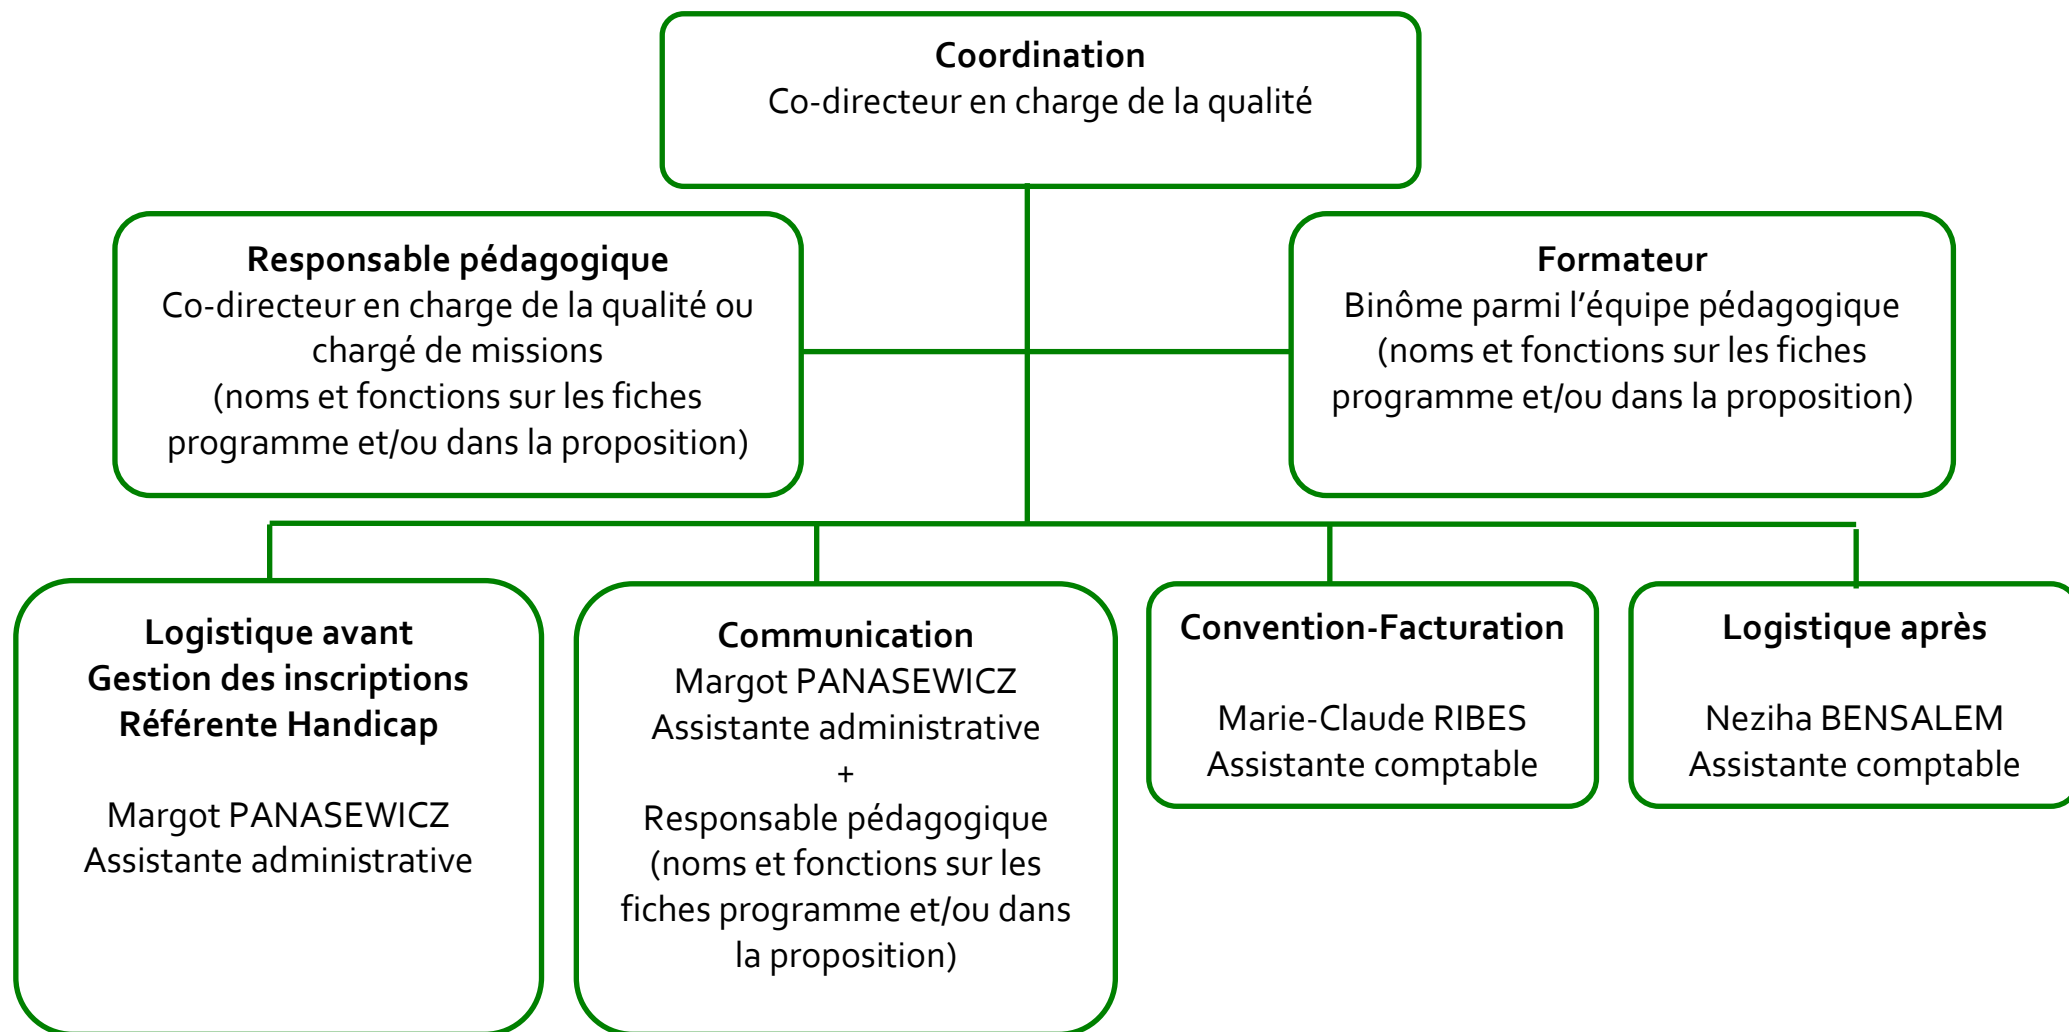 Coordination
Co-directeur en charge de la qualité
Responsable pédagogique
Co-directeur en charge de la qualité ou
chargé de missions
(noms et fonctions sur les fiches
programme et/ou dans la proposition)
Formateur
Binôme parmi l’équipe pédagogique
(noms et fonctions sur les fiches
programme et/ou dans la proposition)
Logistique avant
Gestion des inscriptions
Référente Handicap
Margot PANASEWICZ
Assistante administrative
Communication
Margot PANASEWICZ
Assistante administrative
+
Responsable pédagogique
(noms et fonctions sur les
fiches programme et/ou dans
la proposition)
Convention-Facturation
Marie-Claude RIBES
Assistante comptable
Logistique après
Neziha BENSALEM
Assistante comptable